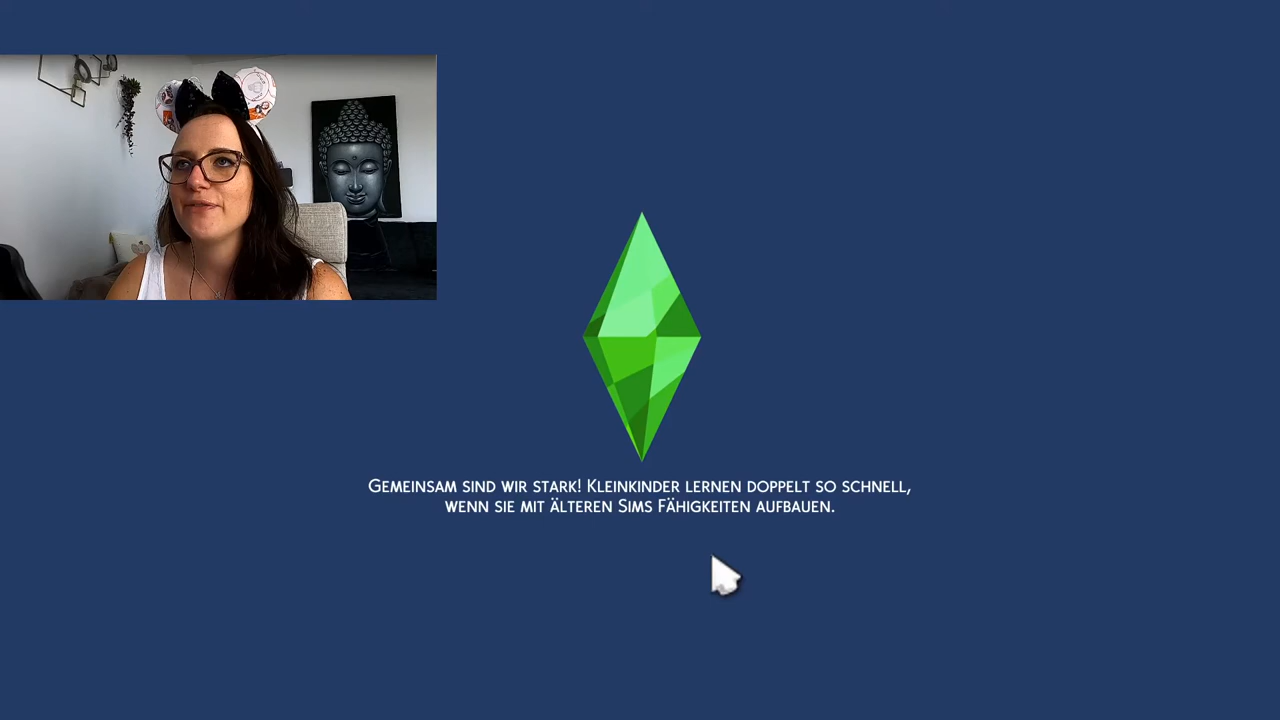 Gemeinsam sind wir stark! Kleinkinder lernen doppelt so schnell,
wenn sie mit älteren Sims Fähigkeiten aufbauen.